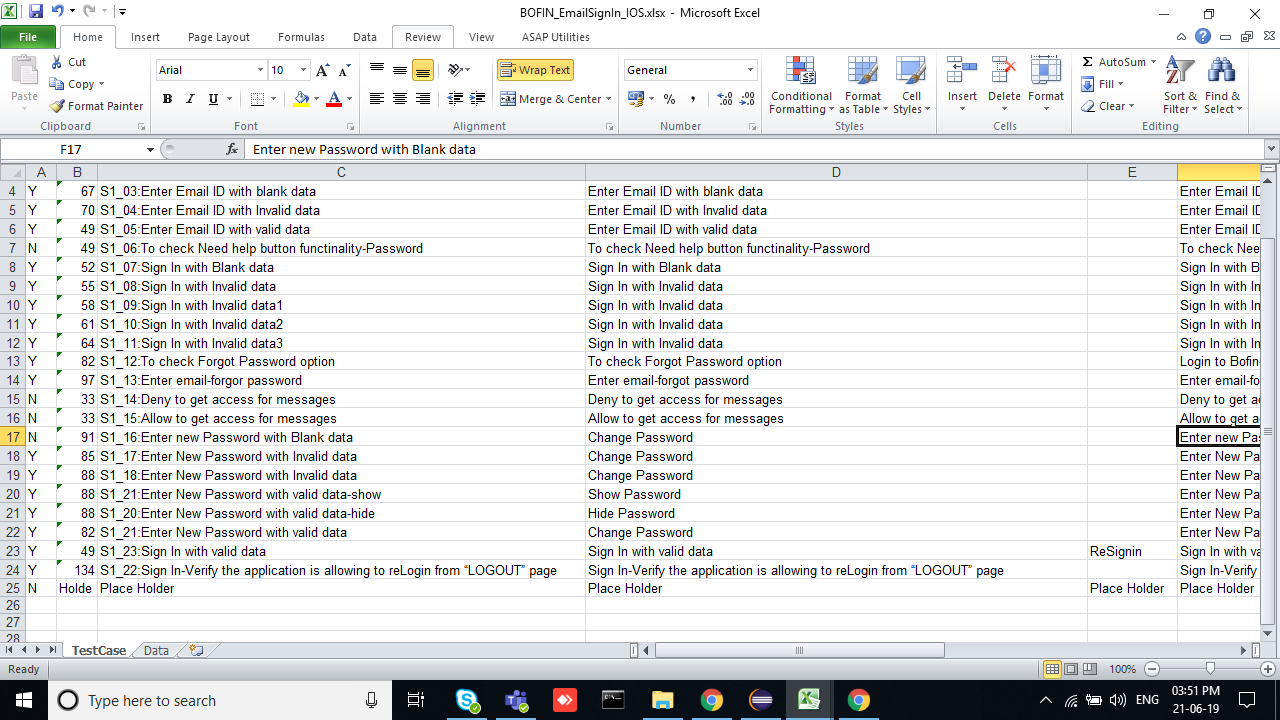 BOFIN_EmailSignIn_IOS.xlsx - Microsoft Excel
File Home Insert Page Layout Formulas Data Review View ASAP Utilities
Paste Cut Copy Format Painter Clipboard
Arial 10 A A B I U A Font
Wrap Text Merge & Center Alignment
General % , .00 .00 Number
Conditional Formatting Format as Table Cell Styles Styles
Insert Delete Format Cells
Σ AutoSum Fill Clear Sort & Filter Find & Select Editing
F17 fx Enter new Password with Blank data
A B C D E
4 Y 67 S1_03:Enter Email ID with blank data Enter Email ID with blank data Enter Email ID
5 Y 70 S1_04:Enter Email ID with Invalid data Enter Email ID with Invalid data Enter Email ID
6 Y 49 S1_05:Enter Email ID with valid data Enter Email ID with valid data Enter Email ID
7 N 49 S1_06:To check Need help button functinality-Password To check Need help button functinality-Password To check Nee
8 Y 52 S1_07:Sign In with Blank data Sign In with Blank data Sign In with B
9 Y 55 S1_08:Sign In with Invalid data Sign In with Invalid data Sign In with In
10 Y 58 S1_09:Sign In with Invalid data1 Sign In with Invalid data Sign In with In
11 Y 61 S1_10:Sign In with Invalid data2 Sign In with Invalid data Sign In with In
12 Y 64 S1_11:Sign In with Invalid data3 Sign In with Invalid data Sign In with In
13 Y 82 S1_12:To check Forgot Password option To check Forgot Password option Login to Bofin
14 Y 97 S1_13:Enter email-forgor password Enter email-forgot password Enter email-fo
15 N 33 S1_14:Deny to get access for messages Deny to get access for messages Deny to get a
16 N 33 S1_15:Allow to get access for messages Allow to get access for messages Allow to get a
17 N 91 S1_16:Enter new Password with Blank data Change Password Enter new Pas
18 Y 85 S1_17:Enter New Password with Invalid data Change Password Enter New Pa
19 Y 88 S1_18:Enter New Password with Invalid data Change Password Enter New Pa
20 Y 88 S1_21:Enter New Password with valid data-show Show Password Enter New Pa
21 Y 88 S1_20:Enter New Password with valid data-hide Hide Password Enter New Pa
22 Y 82 S1_21:Enter New Password with valid data Change Password Enter New Pa
23 Y 49 S1_23:Sign In with valid data Sign In with valid data ReSignin Sign In with va
24 Y 134 S1_22:Sign In-Verify the application is allowing to reLogin from “LOGOUT” page Sign In-Verify the application is allowing to reLogin from “LOGOUT” page Sign In-Verify
25 N Holde Place Holder Place Holder Place Holder Place Holder
26
27
28
TestCase Data
Ready 100%
Type here to search ENG 03:51 PM
21-06-19